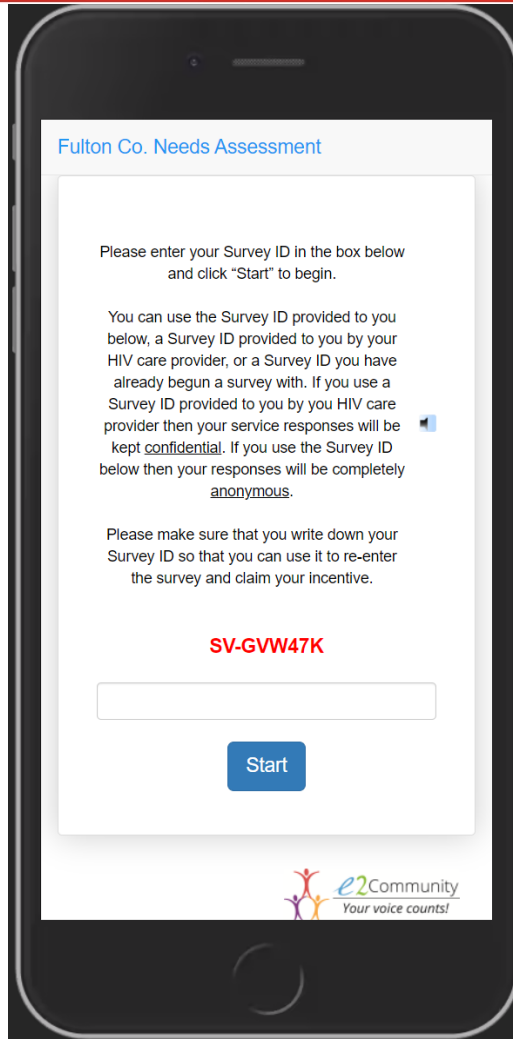 Fulton Co. Needs Assessment
Please enter your Survey ID in the box below
and click “Start” to begin.
You can use the Survey ID provided to you
below, a Survey ID provided to you by your
HIV care provider, or a Survey ID you have
already begun a survey with. If you use a
Survey ID provided to you by you HIV care
provider then your service responses will be
kept confidential. If you use the Survey ID
below then your responses will be completely
anonymous.
Please make sure that you write down your
Survey ID so that you can use it to re-enter
the survey and claim your incentive.
SV-GVW47K
Start
e2Community
Your voice counts!